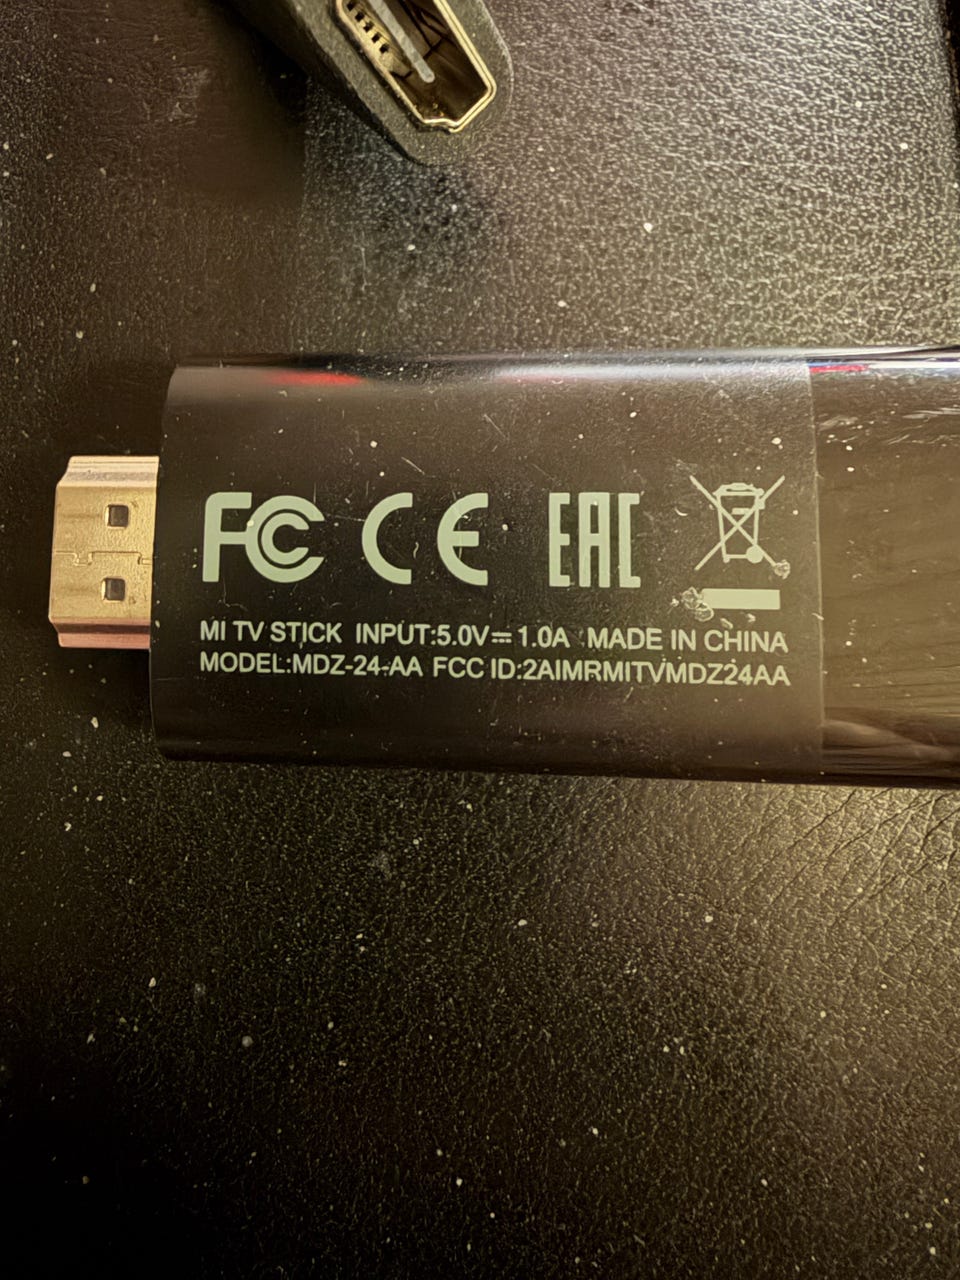 FC CE EAC
MI TV STICK INPUT:5.0V⎓1.0A MADE IN CHINA
MODEL:MDZ-24-AA FCC ID:2AIMRMITVMDZ24AA